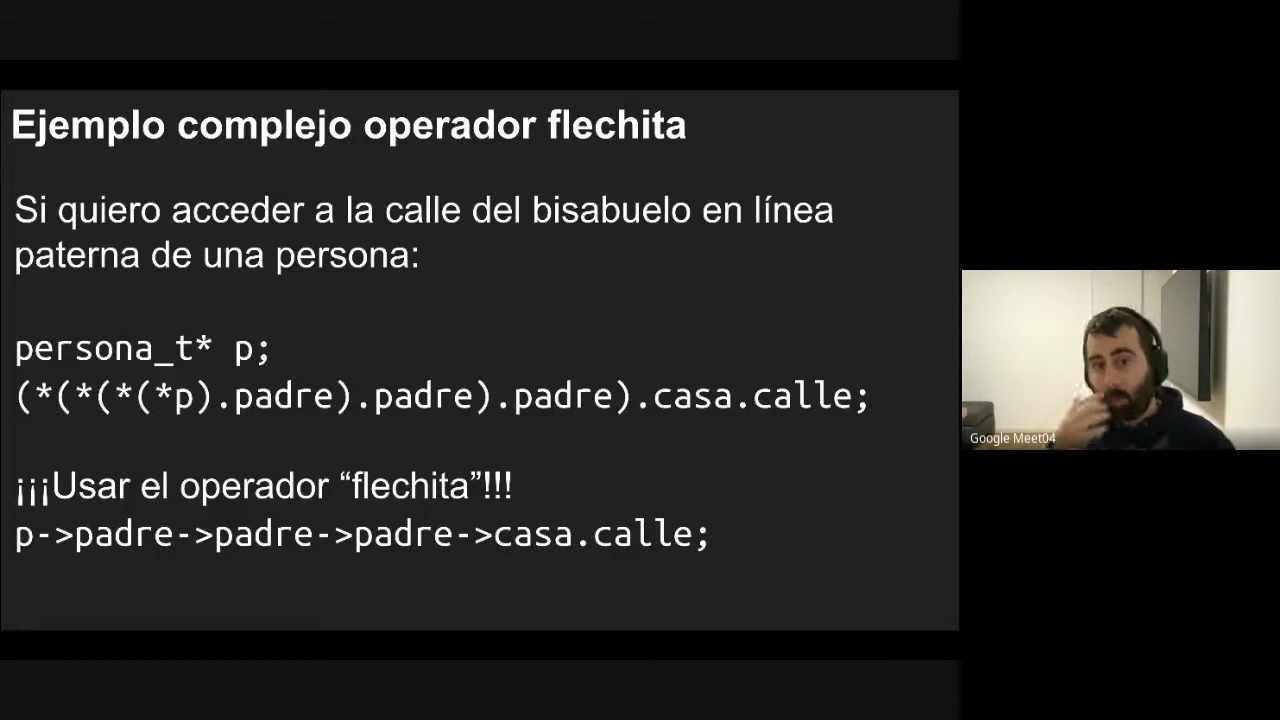 Ejemplo complejo operador flechita
Si quiero acceder a la calle del bisabuelo en línea
paterna de una persona:
persona_t* p;
(*(*(*(*p).padre).padre).padre).casa.calle;
¡¡¡Usar el operador “flechita”!!!
p->padre->padre->padre->casa.calle;
Google Meet04